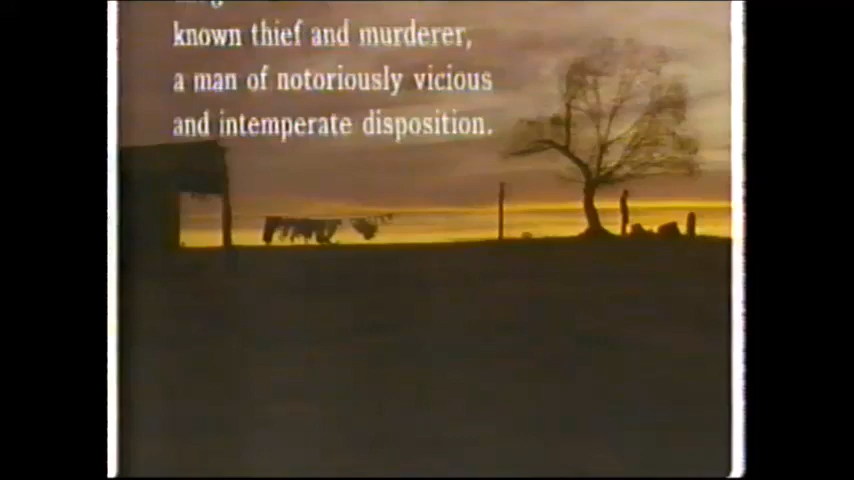 known thief and murderer,
a man of notoriously vicious
and intemperate disposition.